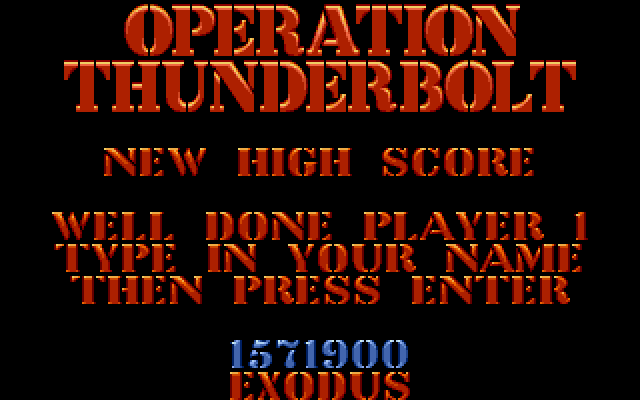 OPERATION
THUNDERBOLT
NEW HIGH SCORE
WELL DONE PLAYER 1
TYPE IN YOUR NAME
THEN PRESS ENTER
1571900
EXODUS